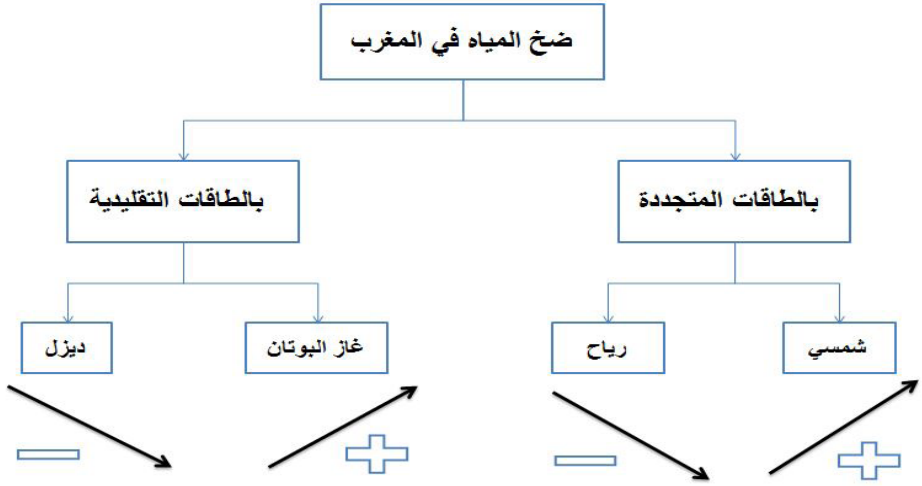 ضخ المياه في المغرب
بالطاقات المتجددة
بالطاقات التقليدية
شمسي
رياح
غاز البوتان
ديزل